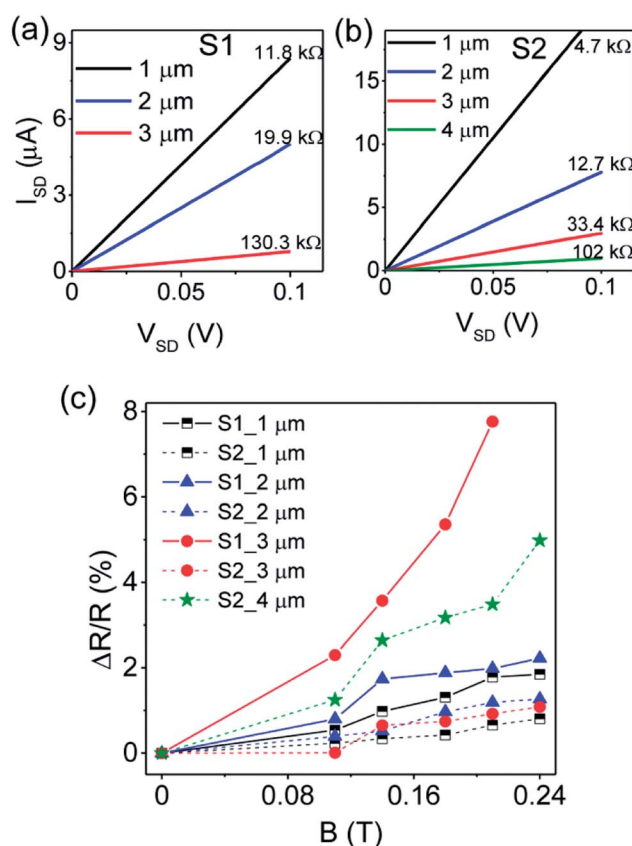 (a)
S1
I_SD (μA)
9
6
3
0
1 μm
2 μm
3 μm
11.8 kΩ
19.9 kΩ
130.3 kΩ
0
0.05
0.1
V_SD (V)
(b)
S2
15
10
5
0
1 μm
2 μm
3 μm
4 μm
4.7 kΩ
12.7 kΩ
33.4 kΩ
102 kΩ
0
0.05
0.1
V_SD (V)
(c)
ΔR/R (%)
8
6
4
2
0
S1_1 μm
S2_1 μm
S1_2 μm
S2_2 μm
S1_3 μm
S2_3 μm
S2_4 μm
0
0.08
0.16
0.24
B (T)